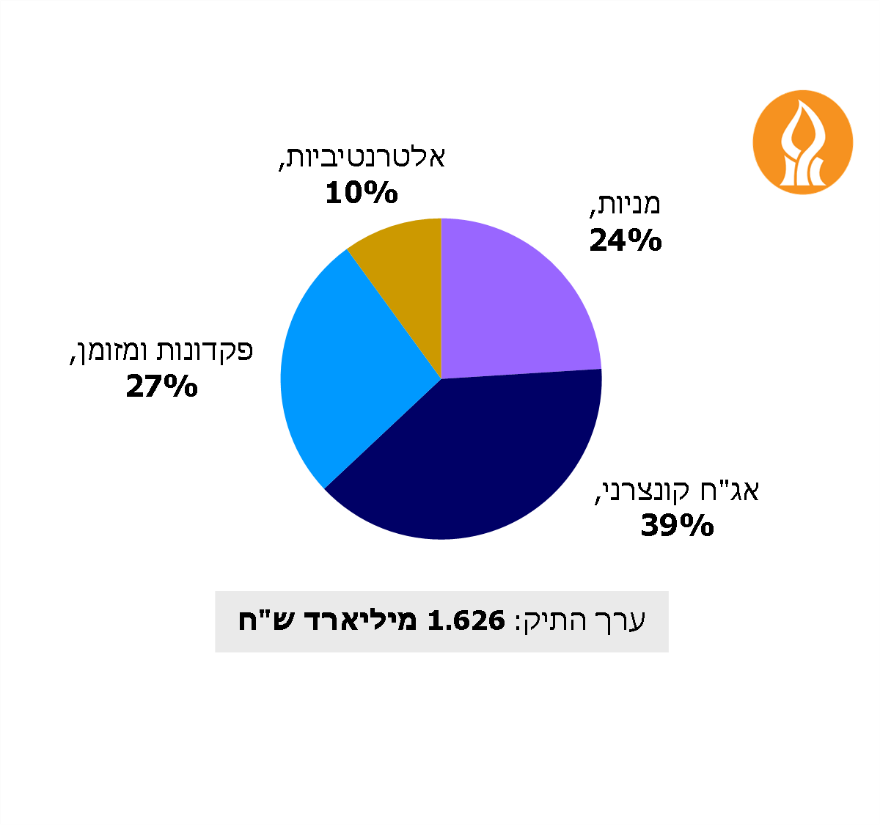 אלטרנטיביות,
10%
מניות,
24%
פקדונות ומזומן,
27%
אג"ח קונצרני,
39%
ערך התיק: 1.626 מיליארד ש"ח